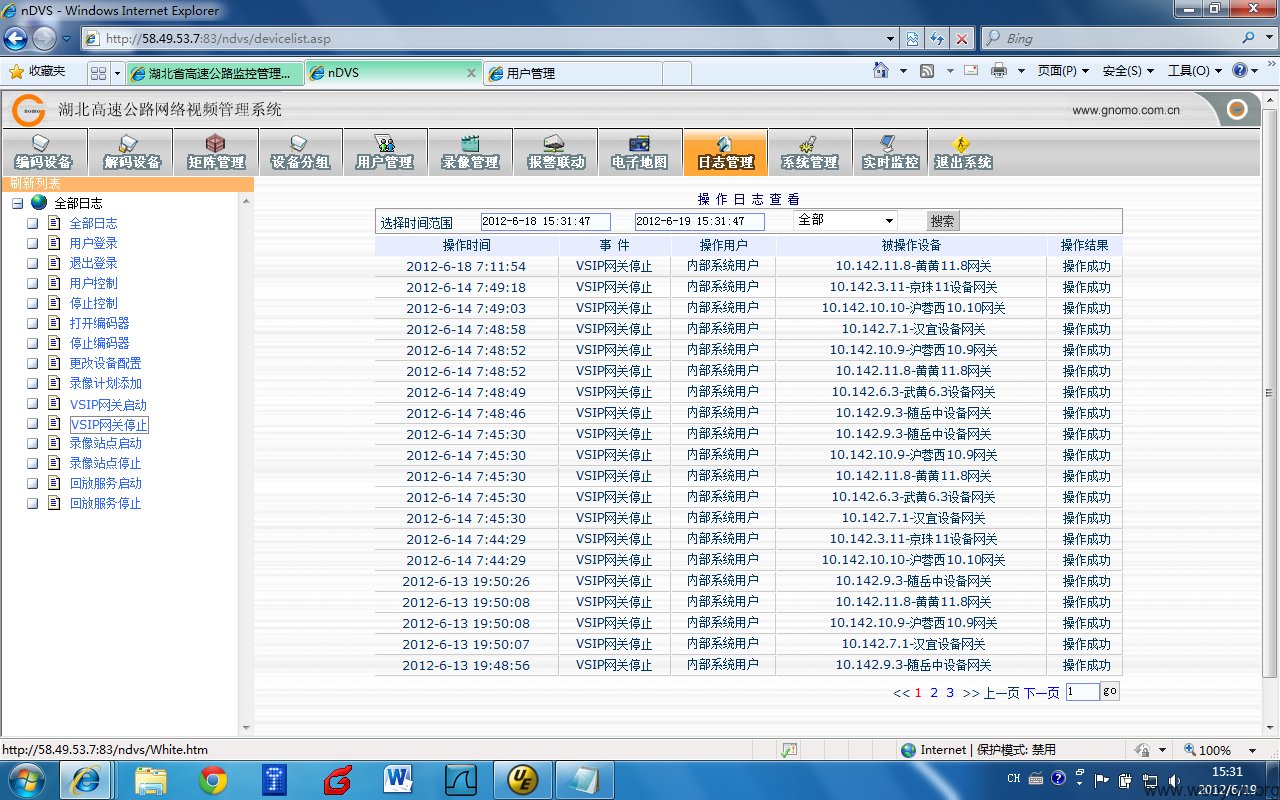 nDVS - Windows Internet Explorer
http://58.49.53.7:83/ndvs/devicelist.asp
Bing
收藏夹
湖北省高速公路监控管理...
nDVS
用户管理
页面(P)
安全(S)
工具(O)
gnomo
湖北高速公路网络视频管理系统
www.gnomo.com.cn
编码设备
解码设备
矩阵管理
设备分组
用户管理
录像管理
报警联动
电子地图
日志管理
系统管理
实时监控
退出系统
刷新列表
全部日志
全部日志
用户登录
退出登录
用户控制
停止控制
打开编码器
停止编码器
更改设备配置
录像计划添加
VSIP网关启动
VSIP网关停止
录像站点启动
录像站点停止
回放服务启动
回放服务停止
操 作 日 志 查 看
选择时间范围 2012-6-18 15:31:47 2012-6-19 15:31:47 全部 搜索
操作时间 事 件 操作用户 被操作设备 操作结果
2012-6-18 7:11:54 VSIP网关停止 内部系统用户 10.142.11.8-黄黄11.8网关 操作成功
2012-6-14 7:49:18 VSIP网关停止 内部系统用户 10.142.3.11-京珠11设备网关 操作成功
2012-6-14 7:49:03 VSIP网关停止 内部系统用户 10.142.10.10-沪蓉西10.10网关 操作成功
2012-6-14 7:48:58 VSIP网关停止 内部系统用户 10.142.7.1-汉宜设备网关 操作成功
2012-6-14 7:48:52 VSIP网关停止 内部系统用户 10.142.10.9-沪蓉西10.9网关 操作成功
2012-6-14 7:48:52 VSIP网关停止 内部系统用户 10.142.11.8-黄黄11.8网关 操作成功
2012-6-14 7:48:49 VSIP网关停止 内部系统用户 10.142.6.3-武黄6.3设备网关 操作成功
2012-6-14 7:48:46 VSIP网关停止 内部系统用户 10.142.9.3-随岳中设备网关 操作成功
2012-6-14 7:45:30 VSIP网关停止 内部系统用户 10.142.9.3-随岳中设备网关 操作成功
2012-6-14 7:45:30 VSIP网关停止 内部系统用户 10.142.10.9-沪蓉西10.9网关 操作成功
2012-6-14 7:45:30 VSIP网关停止 内部系统用户 10.142.11.8-黄黄11.8网关 操作成功
2012-6-14 7:45:30 VSIP网关停止 内部系统用户 10.142.6.3-武黄6.3设备网关 操作成功
2012-6-14 7:45:30 VSIP网关停止 内部系统用户 10.142.7.1-汉宜设备网关 操作成功
2012-6-14 7:44:29 VSIP网关停止 内部系统用户 10.142.3.11-京珠11设备网关 操作成功
2012-6-14 7:44:29 VSIP网关停止 内部系统用户 10.142.10.10-沪蓉西10.10网关 操作成功
2012-6-13 19:50:26 VSIP网关停止 内部系统用户 10.142.9.3-随岳中设备网关 操作成功
2012-6-13 19:50:08 VSIP网关停止 内部系统用户 10.142.11.8-黄黄11.8网关 操作成功
2012-6-13 19:50:08 VSIP网关停止 内部系统用户 10.142.10.9-沪蓉西10.9网关 操作成功
2012-6-13 19:50:07 VSIP网关停止 内部系统用户 10.142.7.1-汉宜设备网关 操作成功
2012-6-13 19:48:56 VSIP网关停止 内部系统用户 10.142.9.3-随岳中设备网关 操作成功
<< 1 2 3 >> 上一页 下一页 1 go
http://58.49.53.7:83/ndvs/White.htm
Internet | 保护模式: 禁用
100%
CH
15:31
2012/6/19